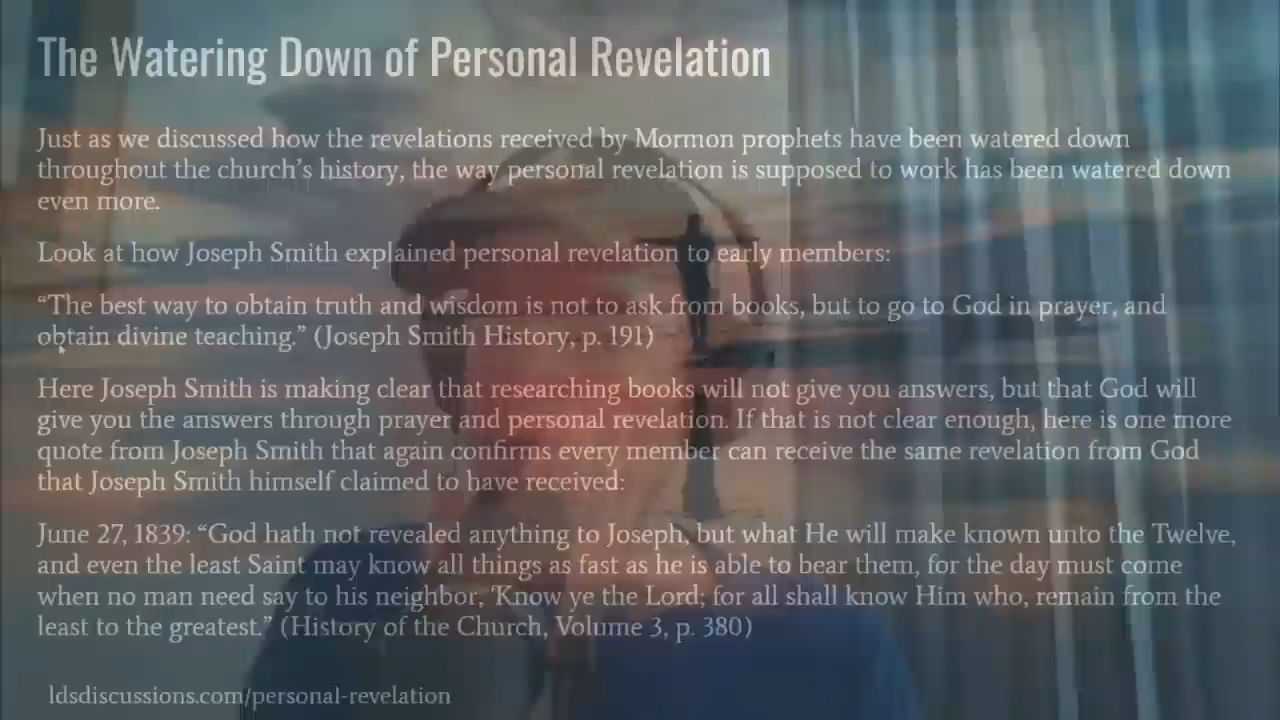 The Watering Down of Personal Revelation
Just as we discussed how the revelations received by Mormon prophets have been watered down
throughout the church's history, the way personal revelation is supposed to work has been watered down
even more.
Look at how Joseph Smith explained personal revelation to early members:
“The best way to obtain truth and wisdom is not to ask from books, but to go to God in prayer, and
obtain divine teaching.” (Joseph Smith History, p. 191)
Here Joseph Smith is making clear that researching books will not give you answers, but that God will
give you the answers through prayer and personal revelation. If that is not clear enough, here is one more
quote from Joseph Smith that again confirms every member can receive the same revelation from God
that Joseph Smith himself claimed to have received:
June 27, 1839: “God hath not revealed anything to Joseph, but what He will make known unto the Twelve,
and even the least Saint may know all things as fast as he is able to bear them, for the day must come
when no man need say to his neighbor, ‘Know ye the Lord; for all shall know Him who, remain from the
least to the greatest.” (History of the Church, Volume 3, p. 380)
ldsdiscussions.com/personal-revelation